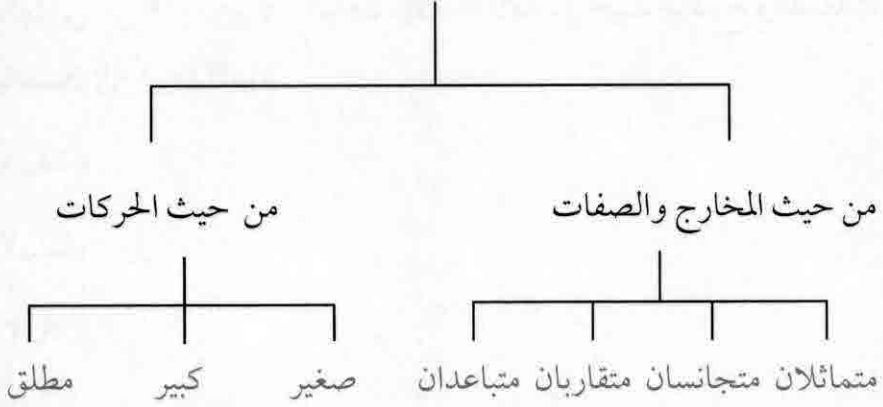 من حيث المخارج والصفات
من حيث الحركات
متماثلان متجانسان متقاربان متباعدان
صغير كبير مطلق